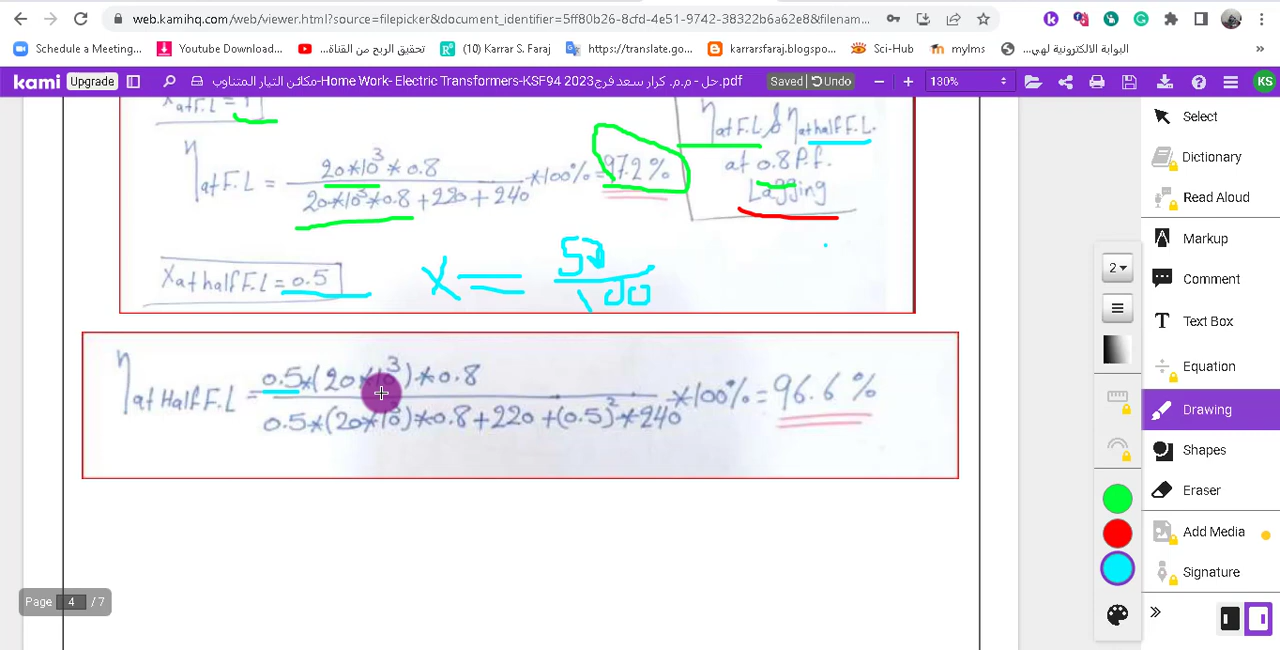 web.kamihq.com/web/viewer.html?source=filepicker&document_identifier=5ff80b26-8cfd-4e51-9742-38322b6a62e8&filenam...
Schedule a Meeting...
Youtube Download...
تحقيق الربح من القناة...
(10) Karrar S. Faraj
https://translate.go...
karrarsfaraj.blogspo...
Sci-Hub
mylms
البوابة الالكترونية لهي...
»
kami Upgrade
حل - م.م. كرار سعد فرج2023 Home Work- Electric Transformers-KSF94-مكائن التيار المتناوب.pdf
Saved | Undo
− + 130%
KS
X at F.L = 1
η at F.L = 20*10³ * 0.8 / 20*10³*0.8 + 220 + 240 *100% = 97.2 %
η at F.L & η at half F.L.
at 0.8 P.f.
Lagging
X at half F.L = 0.5
X = 50 / 100
η at Half F.L = 0.5*(20*10³)*0.8 / 0.5*(20*10³)*0.8+220+(0.5)²*240 *100% = 96.6 %
Page 4 / 7
2
Select
Dictionary
Read Aloud
Markup
Comment
T Text Box
Equation
Drawing
Shapes
Eraser
Add Media
Signature
»